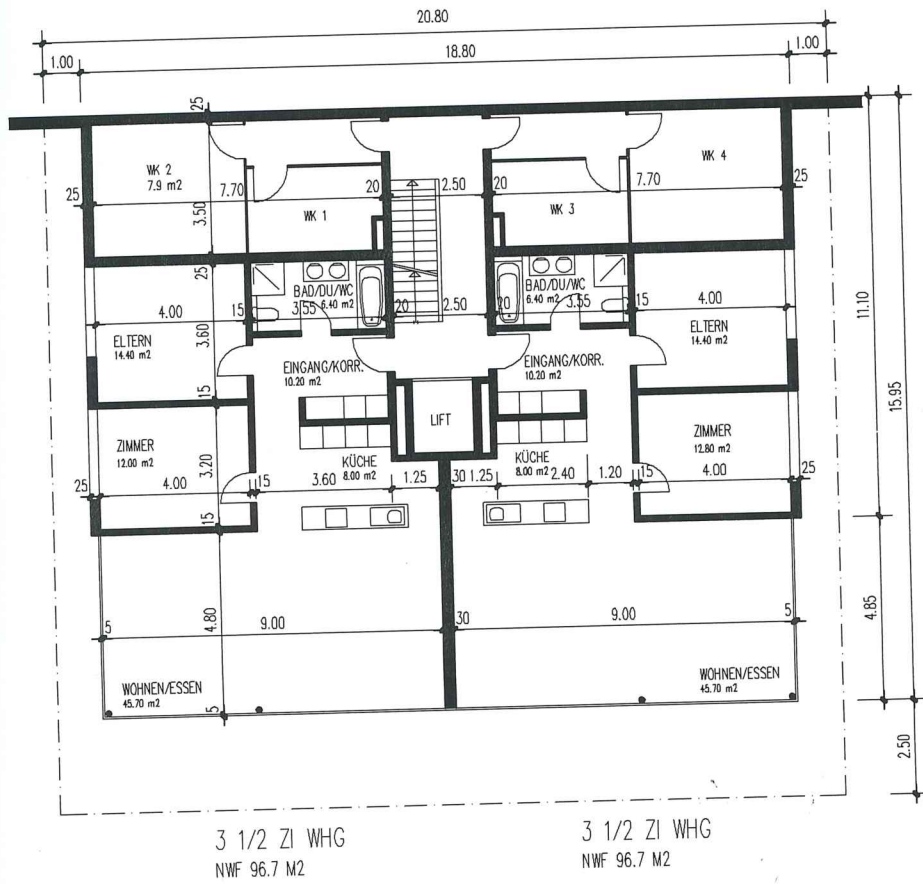 20.80
1.00
18.80
1.00
25
WK 2
7.9 m2
WK 4
25
7.70
20
2.50
20
7.70
25
3.50
WK 1
WK 3
25
BAD/DU/WC
6.40 m2
BAD/DU/WC
6.40 m2
4.00
15
3.55
20
2.50
20
3.55
15
4.00
ELTERN
14.40 m2
3.60
ELTERN
14.40 m2
11.10
15.95
EINGANG/KORR.
10.20 m2
EINGANG/KORR.
10.20 m2
15
LIFT
ZIMMER
12.00 m2
3.20
ZIMMER
12.80 m2
KÜCHE
8.00 m2
KÜCHE
8.00 m2
25
4.00
15
3.60
1.25
30
1.25
2.40
1.20
15
4.00
25
15
4.85
5
4.80
9.00
30
9.00
5
WOHNEN/ESSEN
45.70 m2
WOHNEN/ESSEN
45.70 m2
5
2.50
3 1/2 ZI WHG
NWF 96.7 M2
3 1/2 ZI WHG
NWF 96.7 M2